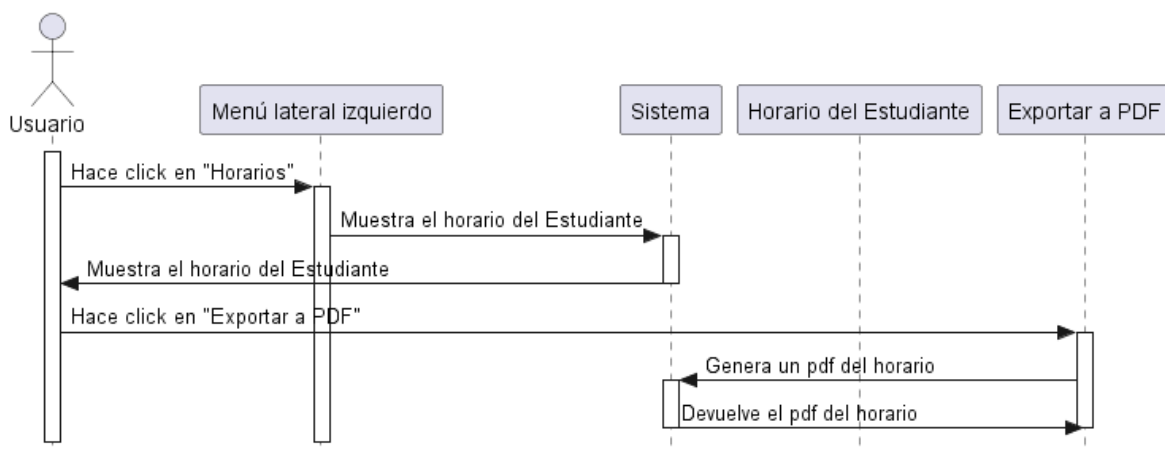 Usuario
Menú lateral izquierdo
Sistema
Horario del Estudiante
Exportar a PDF
Hace click en "Horarios"
Muestra el horario del Estudiante
Muestra el horario del Estudiante
Hace click en "Exportar a PDF"
Genera un pdf del horario
Devuelve el pdf del horario